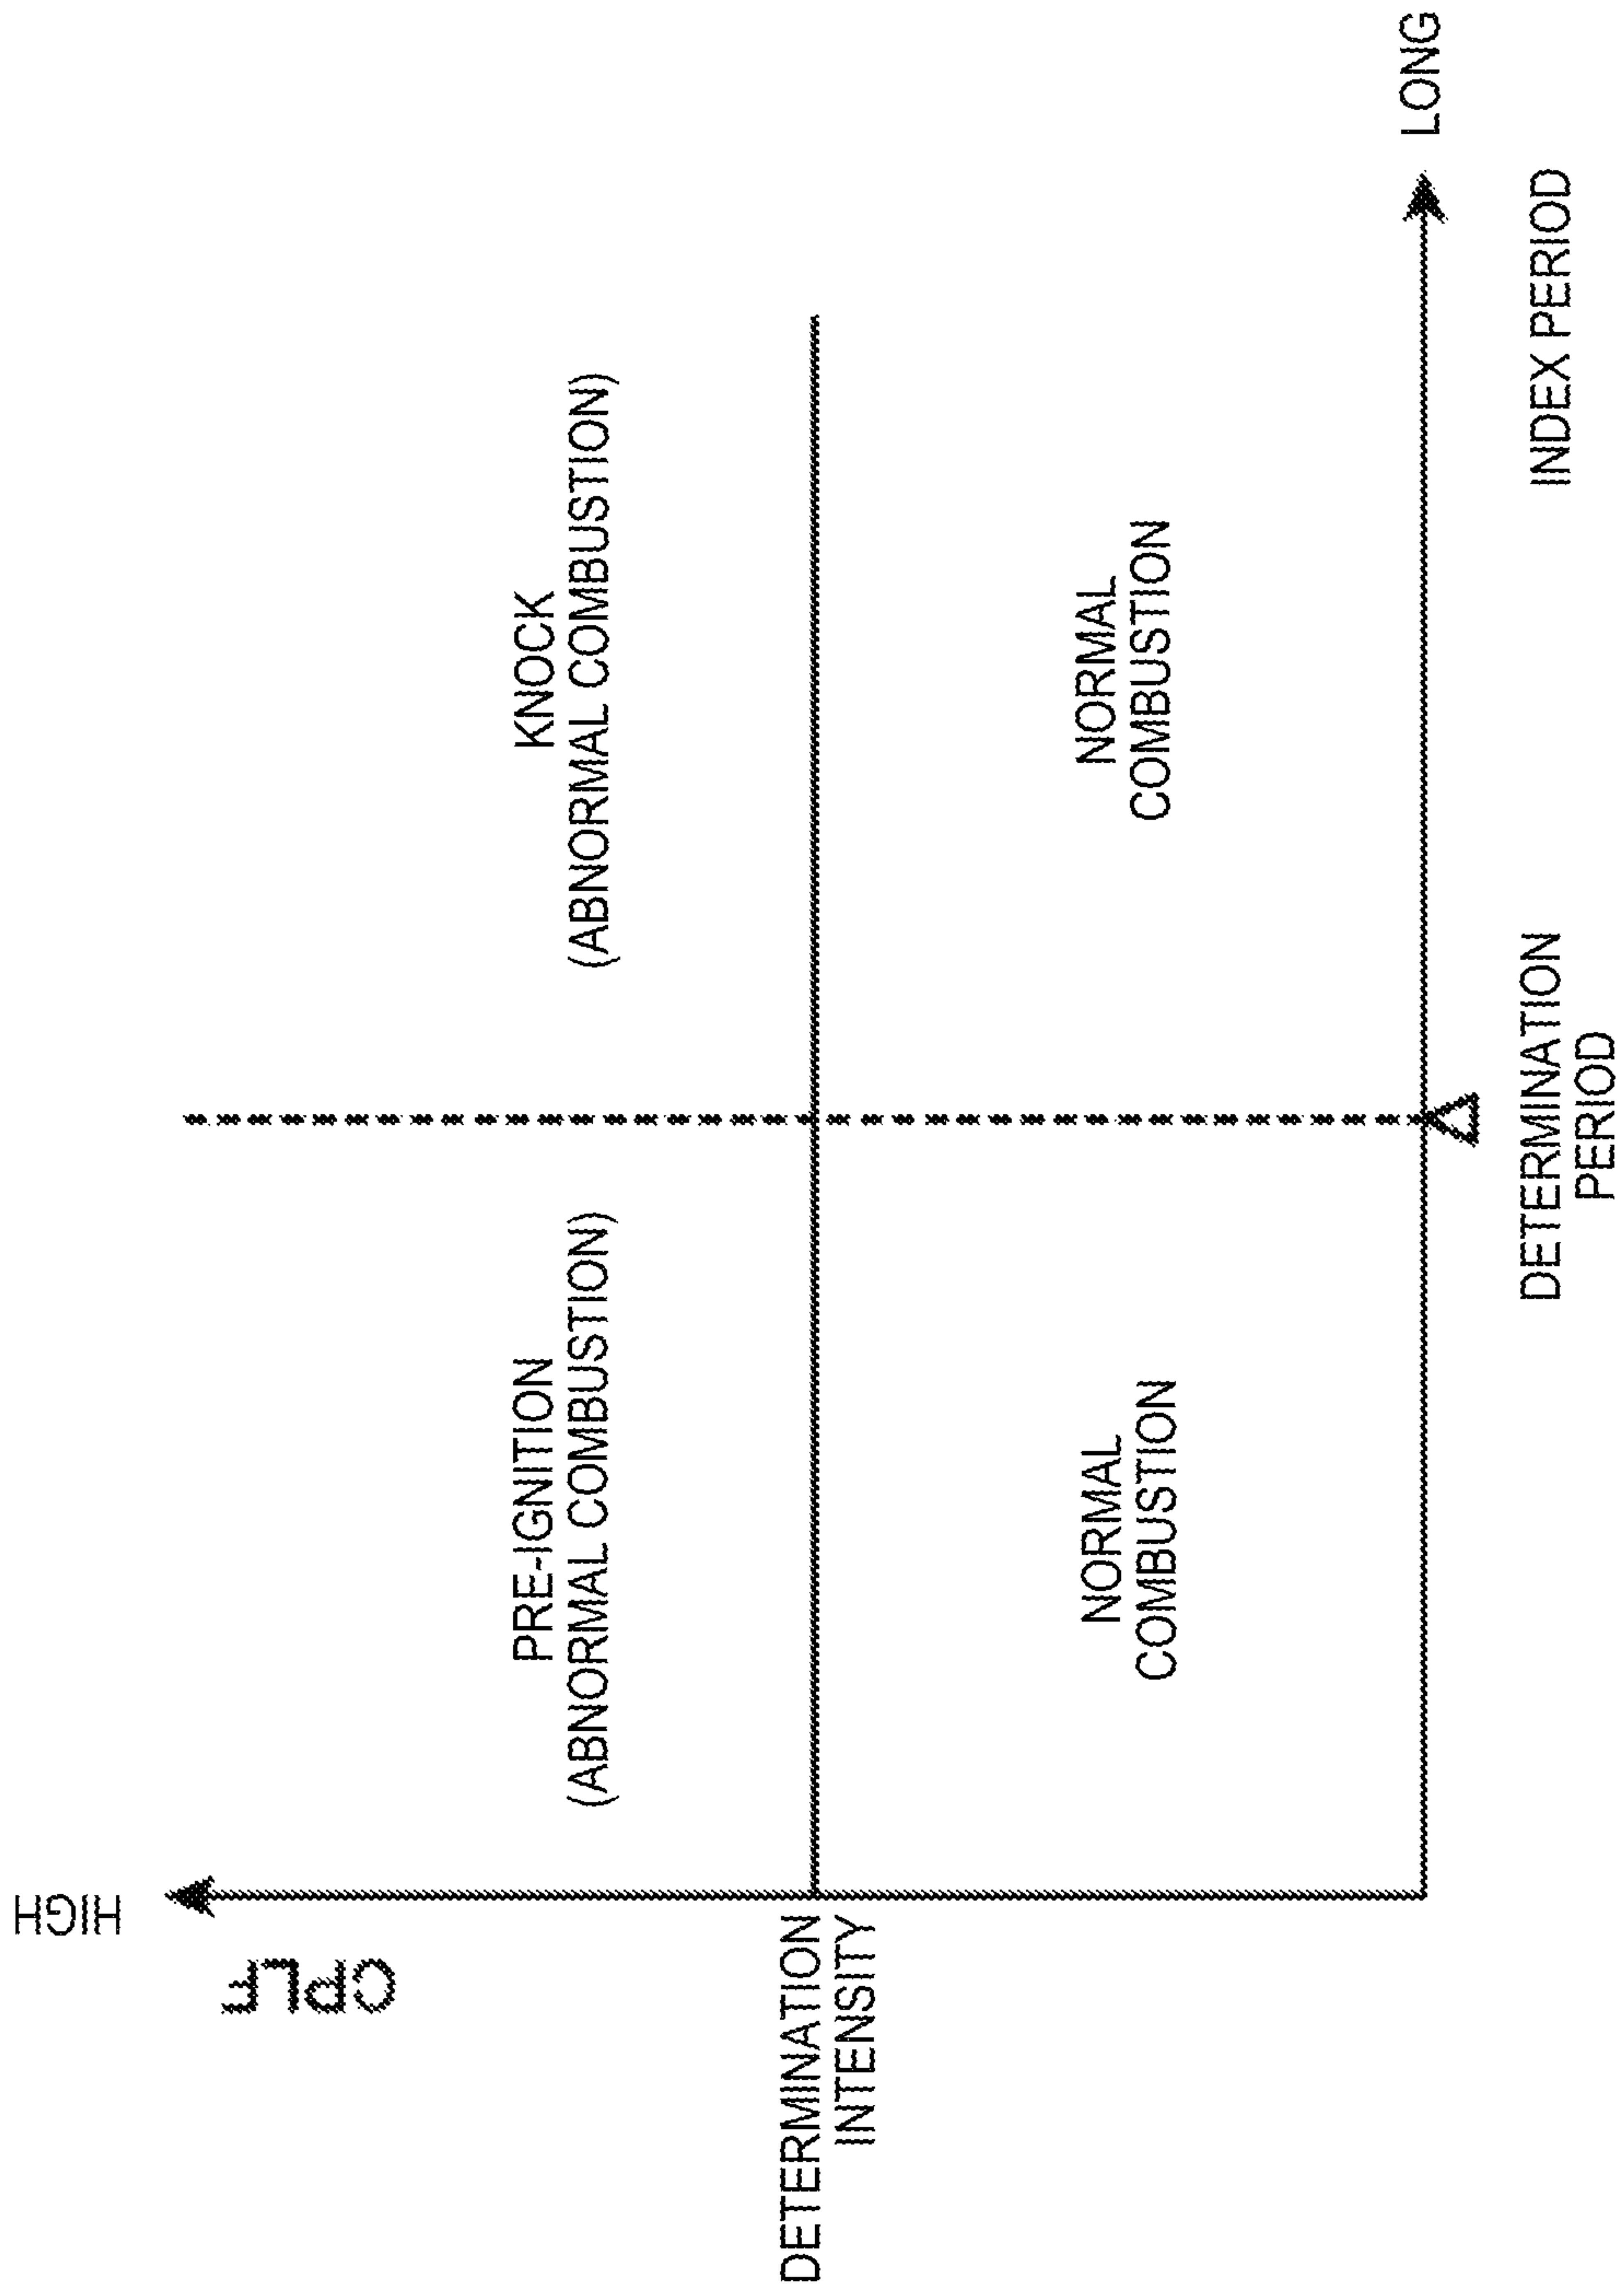 HIGH
CPLF
PRE-IGNITION
(ABNORMAL COMBUSTION)
KNOCK
(ABNORMAL COMBUSTION)
DETERMINATION
INTENSITY
NORMAL
COMBUSTION
NORMAL
COMBUSTION
LONG
DETERMINATION
PERIOD
INDEX PERIOD